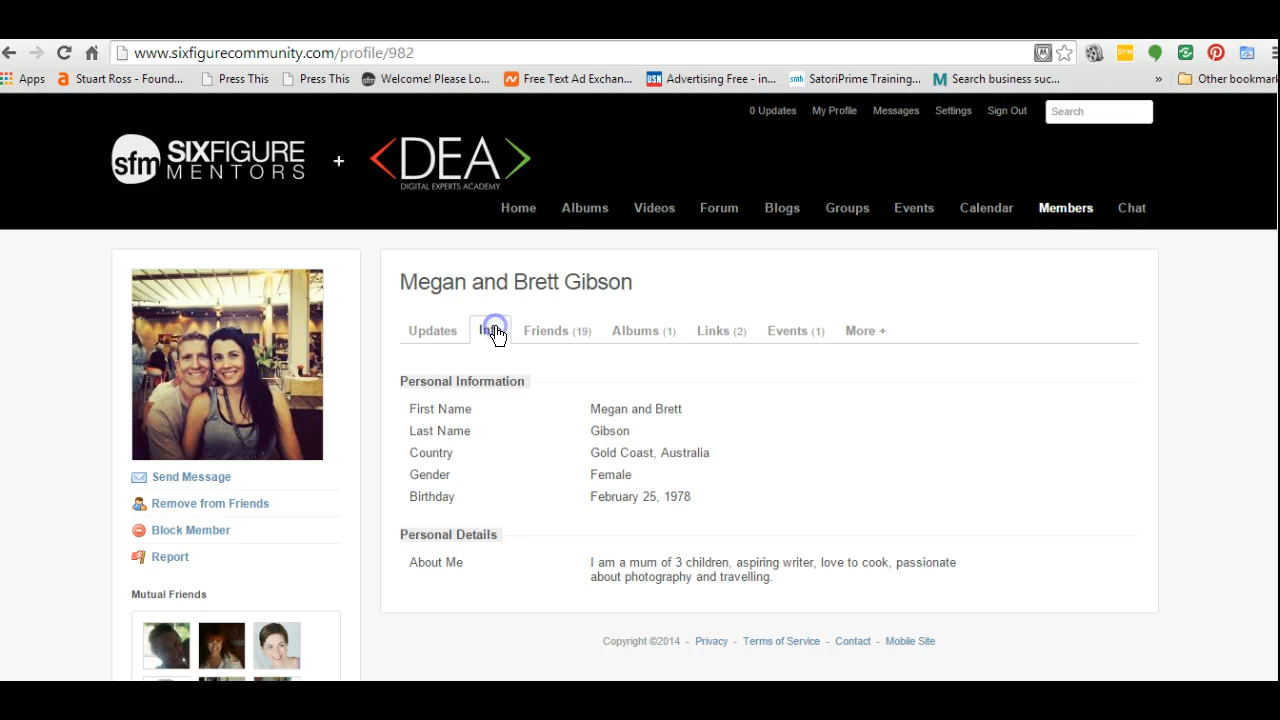 www.sixfigurecommunity.com/profile/982
Apps Stuart Ross - Found... Press This Press This Welcome! Please Lo... Free Text Ad Exchan... USN Advertising Free - in... smb SatoriPrime Training... M Search business suc... » Other bookmark
0 Updates My Profile Messages Settings Sign Out Search
sfm SIXFIGURE MENTORS + <DEA>
DIGITAL EXPERTS ACADEMY
Home Albums Videos Forum Blogs Groups Events Calendar Members Chat
Megan and Brett Gibson
Updates Friends (19) Albums (1) Links (2) Events (1) More +
Personal Information
First Name Megan and Brett
Last Name Gibson
Country Gold Coast, Australia
Gender Female
Birthday February 25, 1978
Personal Details
About Me I am a mum of 3 children, aspiring writer, love to cook, passionate
about photography and travelling.
Send Message
Remove from Friends
Block Member
Report
Mutual Friends
Copyright ©2014 - Privacy - Terms of Service - Contact - Mobile Site